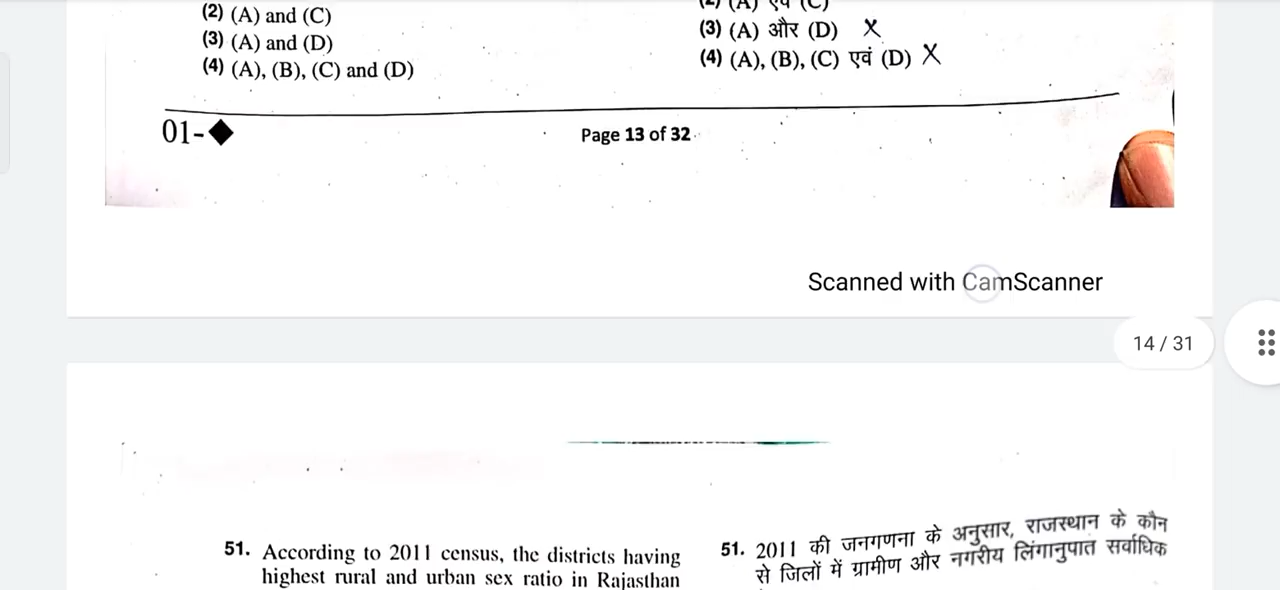 (2) (A) and (C)
(3) (A) and (D)
(4) (A), (B), (C) and (D)
(2) (A) एवं (C)
(3) (A) और (D) X
(4) (A), (B), (C) एवं (D) X
01-◆
Page 13 of 32
Scanned with CamScanner
14 / 31
51. According to 2011 census, the districts having
highest rural and urban sex ratio in Rajasthan
51. 2011 की जनगणना के अनुसार, राजस्थान के कौन
से जिलों में ग्रामीण और नगरीय लिंगानुपात सर्वाधिक